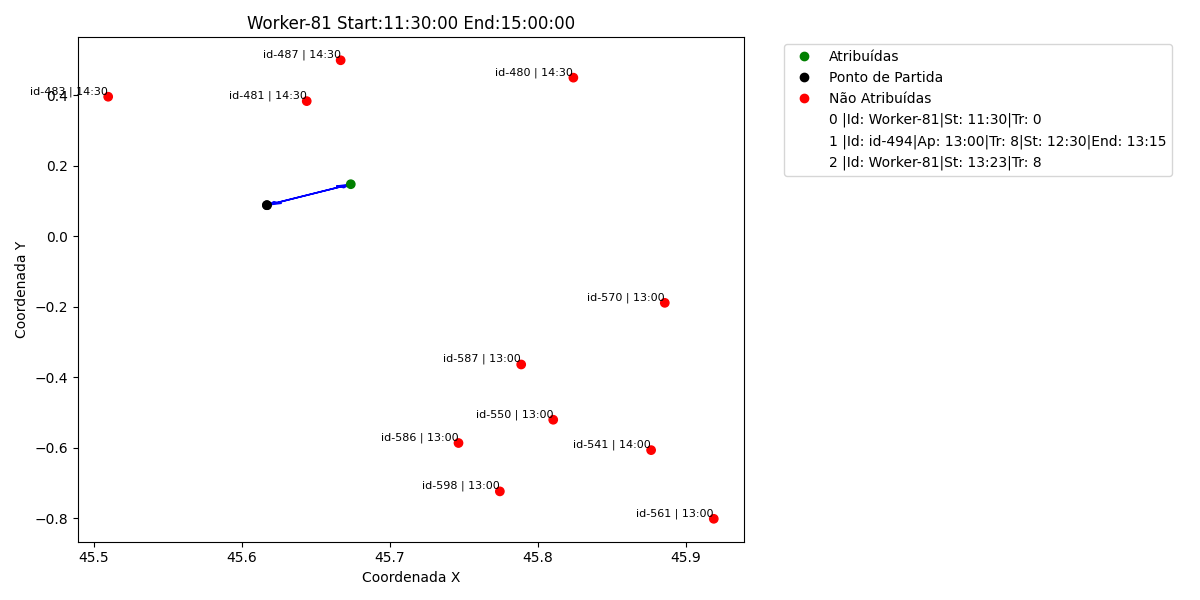 Worker-81 Start:11:30:00 End:15:00:00
Coordenada Y
0.4
0.2
0.0
−0.2
−0.4
−0.6
−0.8
id-487 | 14:30
id-480 | 14:30
id-483 | 14:30
id-481 | 14:30
id-570 | 13:00
id-587 | 13:00
id-550 | 13:00
id-586 | 13:00
id-541 | 14:00
id-598 | 13:00
id-561 | 13:00
45.5
45.6
45.7
45.8
45.9
Coordenada X
Atribuídas
Ponto de Partida
Não Atribuídas
0 |Id: Worker-81|St: 11:30|Tr: 0
1 |Id: id-494|Ap: 13:00|Tr: 8|St: 12:30|End: 13:15
2 |Id: Worker-81|St: 13:23|Tr: 8